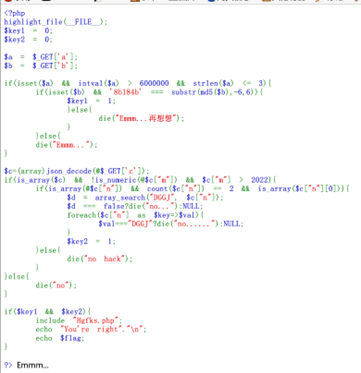 <?php
highlight_file(__FILE__);
$key1 = 0;
$key2 = 0;
$a = $_GET['a'];
$b = $_GET['b'];
if(isset($a) && intval($a) > 6000000 && strlen($a) <= 3){
if(isset($b) && '8b184b' === substr(md5($b),-6,6)){
$key1 = 1;
}else{
die("Emmm...再想想");
}
}else{
die("Emmm...");
}
$c=(array)json_decode(@$_GET['c']);
if(is_array($c) && !is_numeric(@$c["m"]) && $c["m"] > 2022){
if(is_array(@$c["n"]) && count($c["n"]) == 2 && is_array($c["n"][0])){
$d = array_search("DGGJ", $c["n"]);
$d === false?die("no..."):NULL;
foreach($c["n"] as $key=>$val){
$val==="DGGJ"?die("no......"):NULL;
}
$key2 = 1;
}else{
die("no hack");
}
}else{
die("no");
}
if($key1 && $key2){
include "Hgfks.php";
echo "You're right"."\n";
echo $flag;
}
?> Emmm...